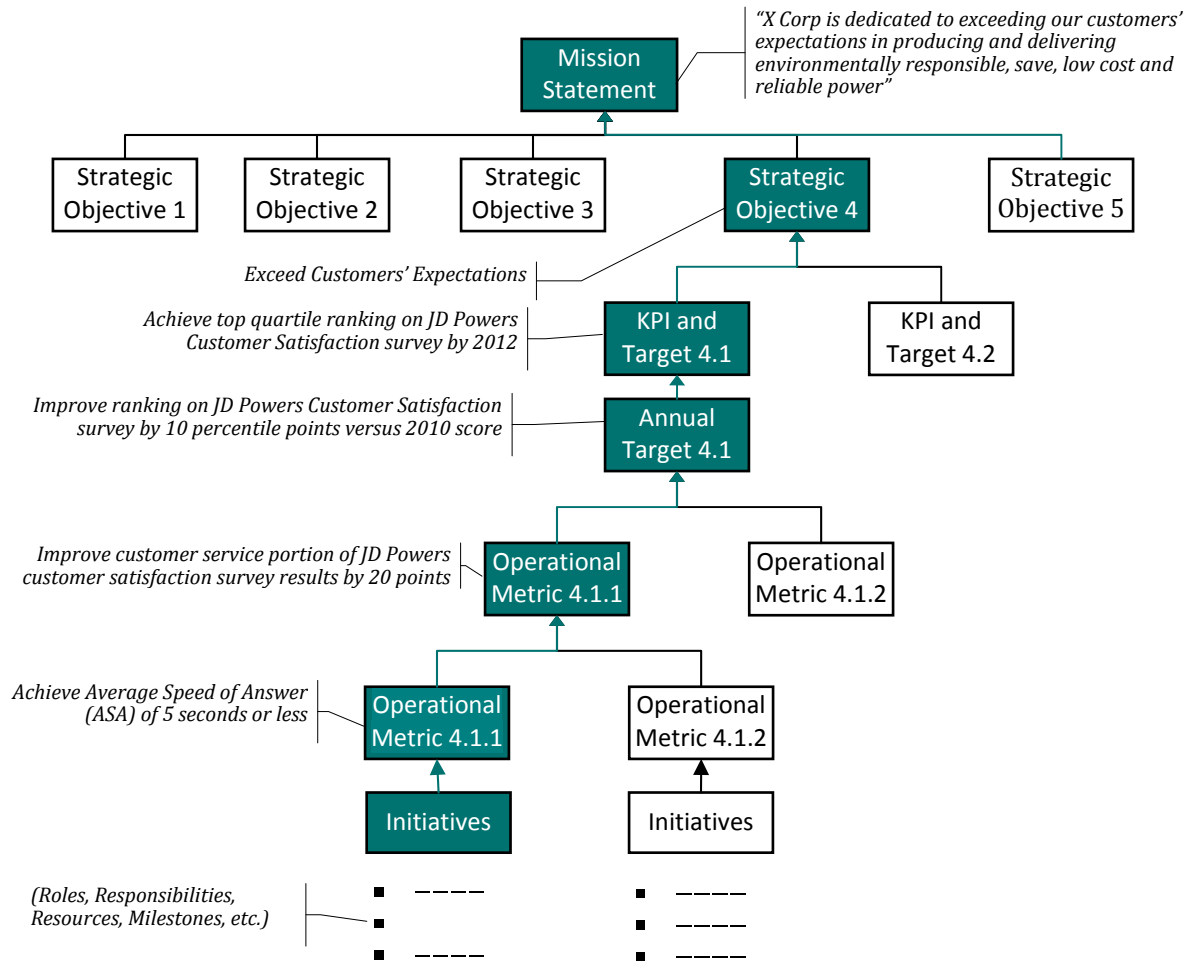 “X Corp is dedicated to exceeding our customers’
expectations in producing and delivering
environmentally responsible, save, low cost and
reliable power”
Mission
Statement
Strategic
Objective 1
Strategic
Objective 2
Strategic
Objective 3
Strategic
Objective 4
Strategic
Objective 5
Exceed Customers’ Expectations
Achieve top quartile ranking on JD Powers
Customer Satisfaction survey by 2012
KPI and
Target 4.1
KPI and
Target 4.2
Improve ranking on JD Powers Customer Satisfaction
survey by 10 percentile points versus 2010 score
Annual
Target 4.1
Improve customer service portion of JD Powers
customer satisfaction survey results by 20 points
Operational
Metric 4.1.1
Operational
Metric 4.1.2
Achieve Average Speed of Answer
(ASA) of 5 seconds or less
Operational
Metric 4.1.1
Operational
Metric 4.1.2
Initiatives
Initiatives
(Roles, Responsibilities,
Resources, Milestones, etc.)